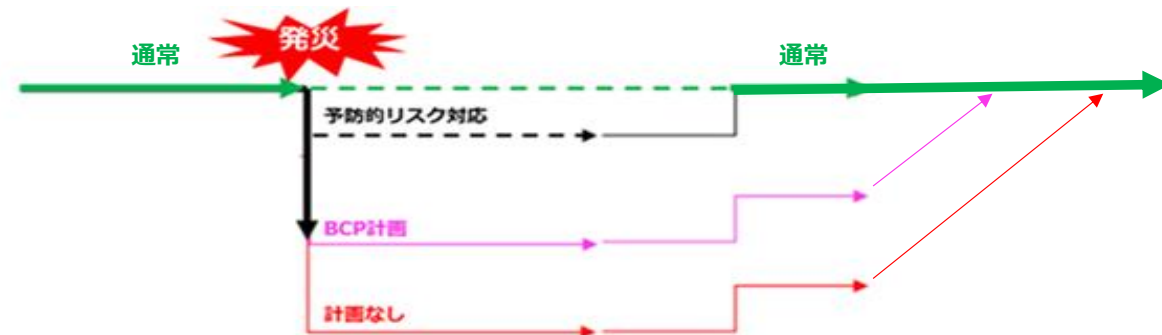 発災
通常
通常
予防的リスク対応
BCP計画
計画なし